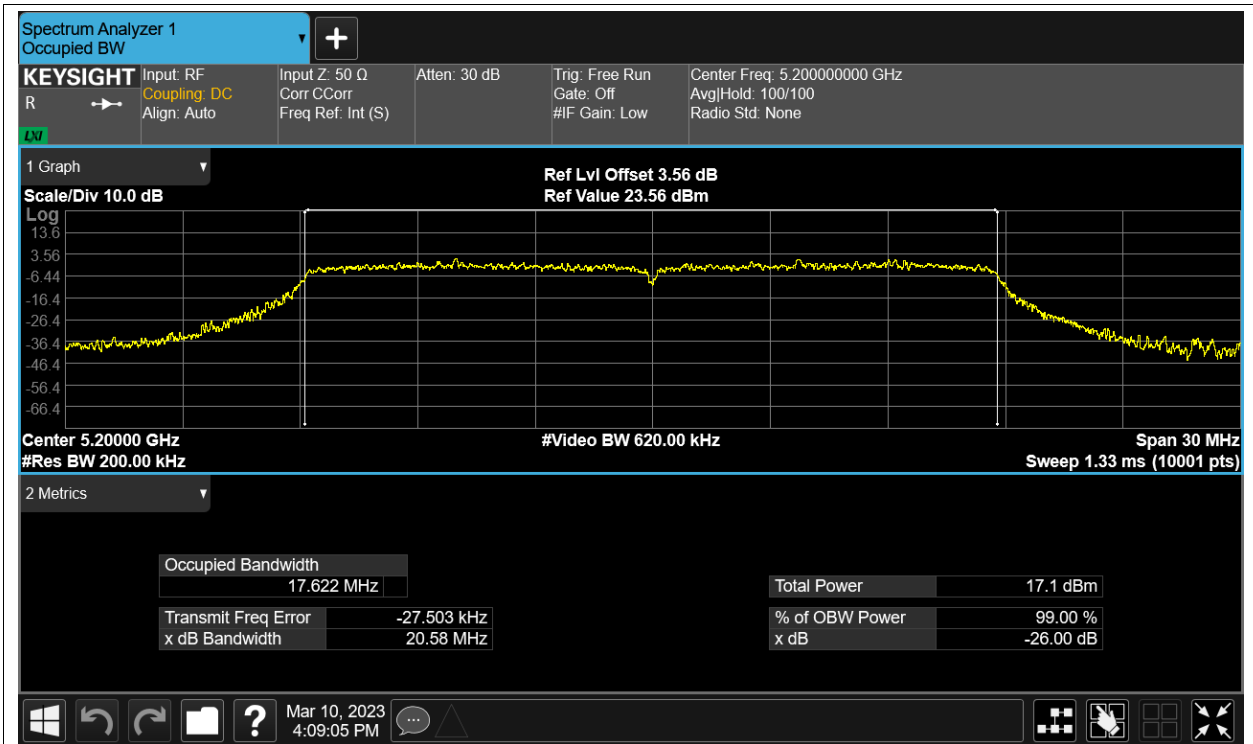 Spectrum Analyzer 1
Occupied BW
KEYSIGHT
R
LXI
Input: RF
Coupling: DC
Align: Auto
Input Z: 50 Ω
Corr CCorr
Freq Ref: Int (S)
Atten: 30 dB
Trig: Free Run
Gate: Off
#IF Gain: Low
Center Freq: 5.200000000 GHz
Avg|Hold: 100/100
Radio Std: None
1 Graph
Scale/Div 10.0 dB
Ref Lvl Offset 3.56 dB
Ref Value 23.56 dBm
Log
13.6
3.56
-6.44
-16.4
-26.4
-36.4
-46.4
-56.4
-66.4
Center 5.20000 GHz
#Video BW 620.00 kHz
Span 30 MHz
#Res BW 200.00 kHz
Sweep 1.33 ms (10001 pts)
2 Metrics
Occupied Bandwidth
17.622 MHz
Transmit Freq Error -27.503 kHz
x dB Bandwidth 20.58 MHz
Total Power 17.1 dBm
% of OBW Power 99.00 %
x dB -26.00 dB
?
Mar 10, 2023
4:09:05 PM